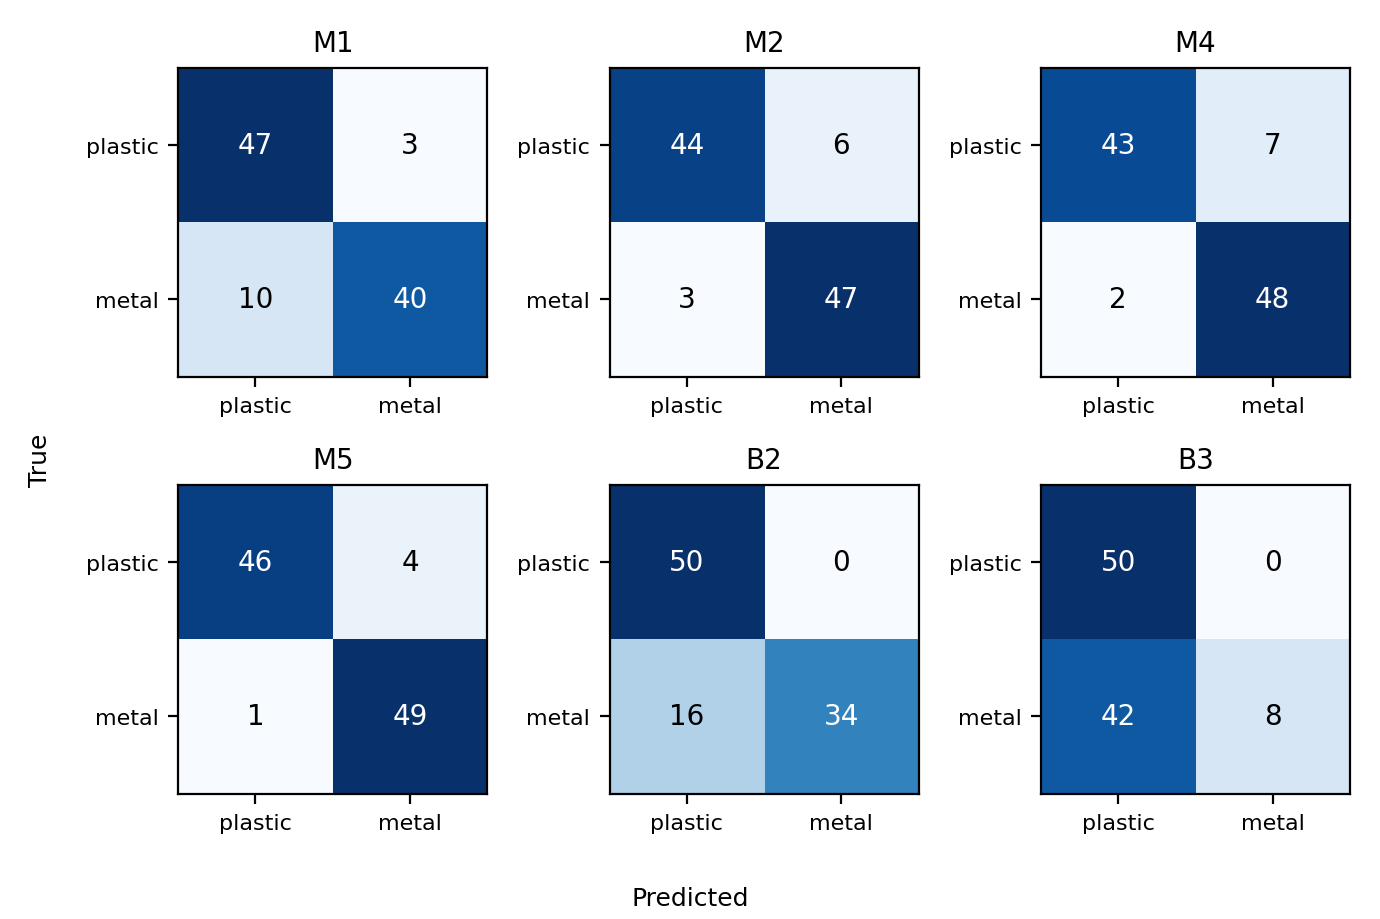 M1 M2 M4
plastic 47 3 plastic 44 6 plastic 43 7
metal 10 40 metal 3 47 metal 2 48
plastic metal plastic metal plastic metal
True
M5 B2 B3
plastic 46 4 plastic 50 0 plastic 50 0
metal 1 49 metal 16 34 metal 42 8
plastic metal plastic metal plastic metal
Predicted